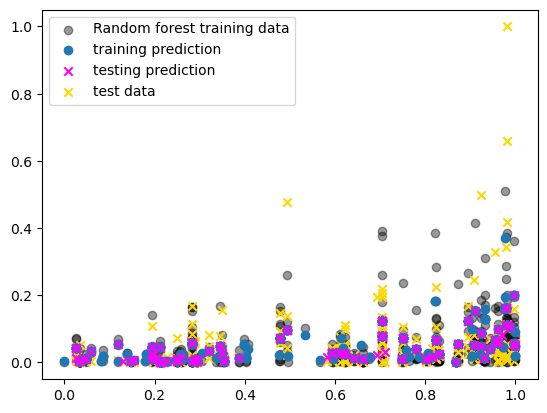 Random forest training data
training prediction
testing prediction
test data
1.0
0.8
0.6
0.4
0.2
0.0
0.0 0.2 0.4 0.6 0.8 1.0